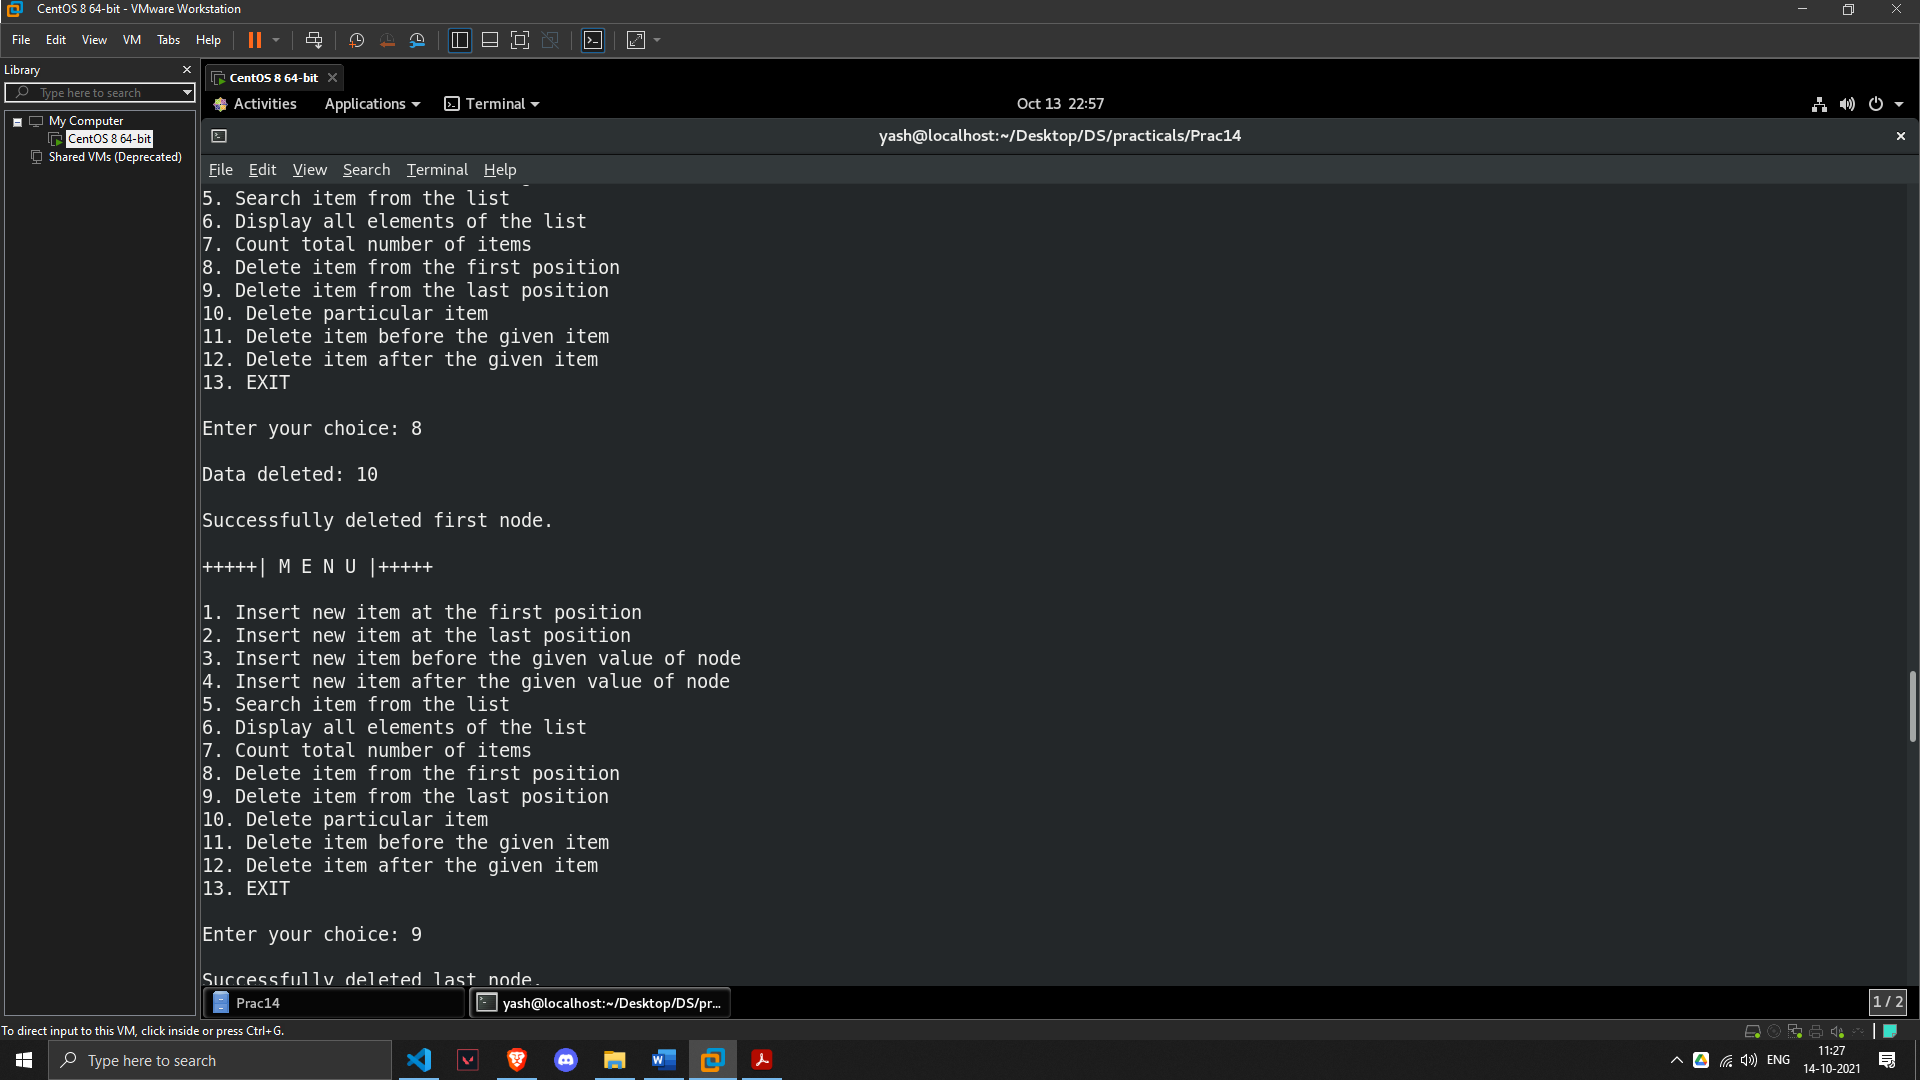 CentOS 8 64-bit - VMware Workstation
File Edit View VM Tabs Help
Library
Type here to search
My Computer
CentOS 8 64-bit
Shared VMs (Deprecated)
CentOS 8 64-bit
Activities Applications Terminal Oct 13 22:57
yash@localhost:~/Desktop/DS/practicals/Prac14
File Edit View Search Terminal Help
5. Search item from the list
6. Display all elements of the list
7. Count total number of items
8. Delete item from the first position
9. Delete item from the last position
10. Delete particular item
11. Delete item before the given item
12. Delete item after the given item
13. EXIT
Enter your choice: 8
Data deleted: 10
Successfully deleted first node.
+++++| M E N U |+++++
1. Insert new item at the first position
2. Insert new item at the last position
3. Insert new item before the given value of node
4. Insert new item after the given value of node
5. Search item from the list
6. Display all elements of the list
7. Count total number of items
8. Delete item from the first position
9. Delete item from the last position
10. Delete particular item
11. Delete item before the given item
12. Delete item after the given item
13. EXIT
Enter your choice: 9
Successfully deleted last node.
Prac14 yash@localhost:~/Desktop/DS/pr... 1 / 2
To direct input to this VM, click inside or press Ctrl+G.
Type here to search
ENG
11:27
14-10-2021